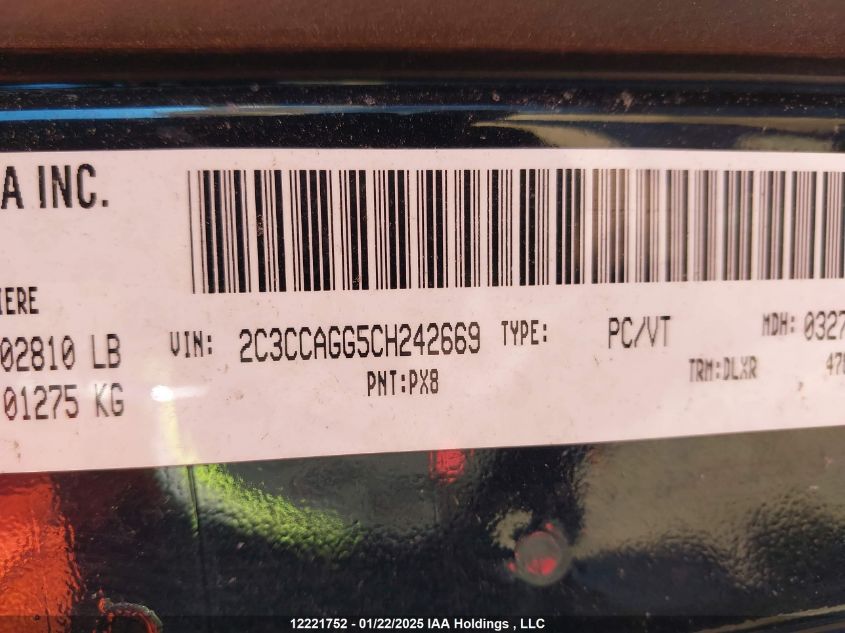 A INC.
IERE
02810 LB
01275 KG
VIN: 2C3CCAGG5CH242669 TYPE: PC/VT MDH: 0327
PNT:PX8
TRM:DLXR 470
12221752 - 01/22/2025 IAA Holdings , LLC